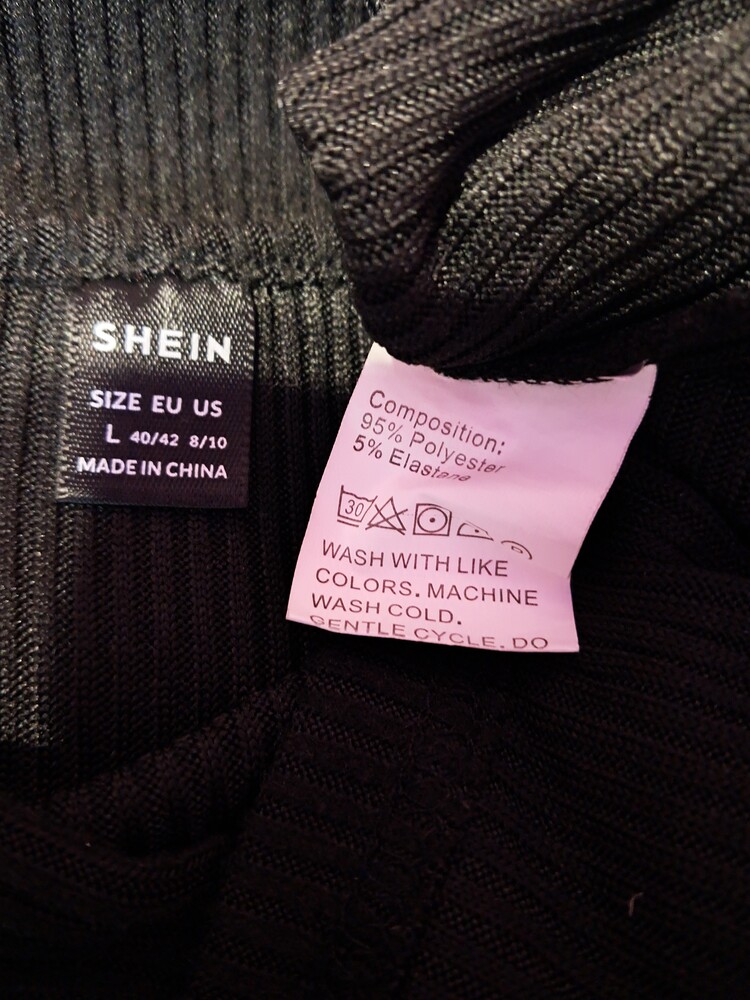 SHEIN
SIZE EU US
L 40/42 8/10
MADE IN CHINA
Composition:
95% Polyester
5% Elastane
30
WASH WITH LIKE
COLORS. MACHINE
WASH COLD.
GENTLE CYCLE. DO